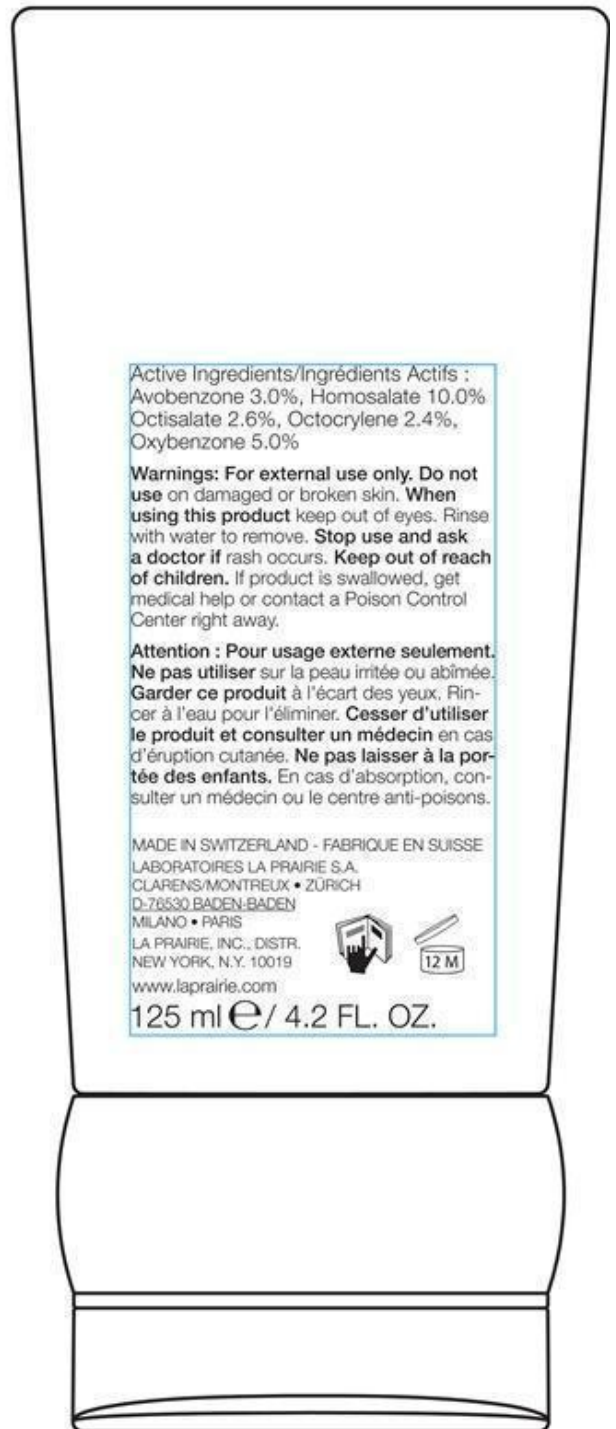 Active Ingredients/Ingrédients Actifs :
Avobenzone 3.0%, Homosalate 10.0%
Octisalate 2.6%, Octocrylene 2.4%,
Oxybenzone 5.0%
Warnings: For external use only. Do not
use on damaged or broken skin. When
using this product keep out of eyes. Rinse
with water to remove. Stop use and ask
a doctor if rash occurs. Keep out of reach
of children. If product is swallowed, get
medical help or contact a Poison Control
Center right away.
Attention : Pour usage externe seulement.
Ne pas utiliser sur la peau irritée ou abîmée.
Garder ce produit à l'écart des yeux. Rin-
cer à l'eau pour l'éliminer. Cesser d'utiliser
le produit et consulter un médecin en cas
d'éruption cutanée. Ne pas laisser à la por-
tée des enfants. En cas d'absorption, con-
sulter un médecin ou le centre anti-poisons.
MADE IN SWITZERLAND - FABRIQUE EN SUISSE
LABORATOIRES LA PRAIRIE S.A.
CLARENS/MONTREUX • ZÜRICH
D-76530 BADEN-BADEN
MILANO • PARIS
LA PRAIRIE, INC., DISTR.
NEW YORK, N.Y. 10019
12 M
www.laprairie.com
125 ml ℮/ 4.2 FL. OZ.